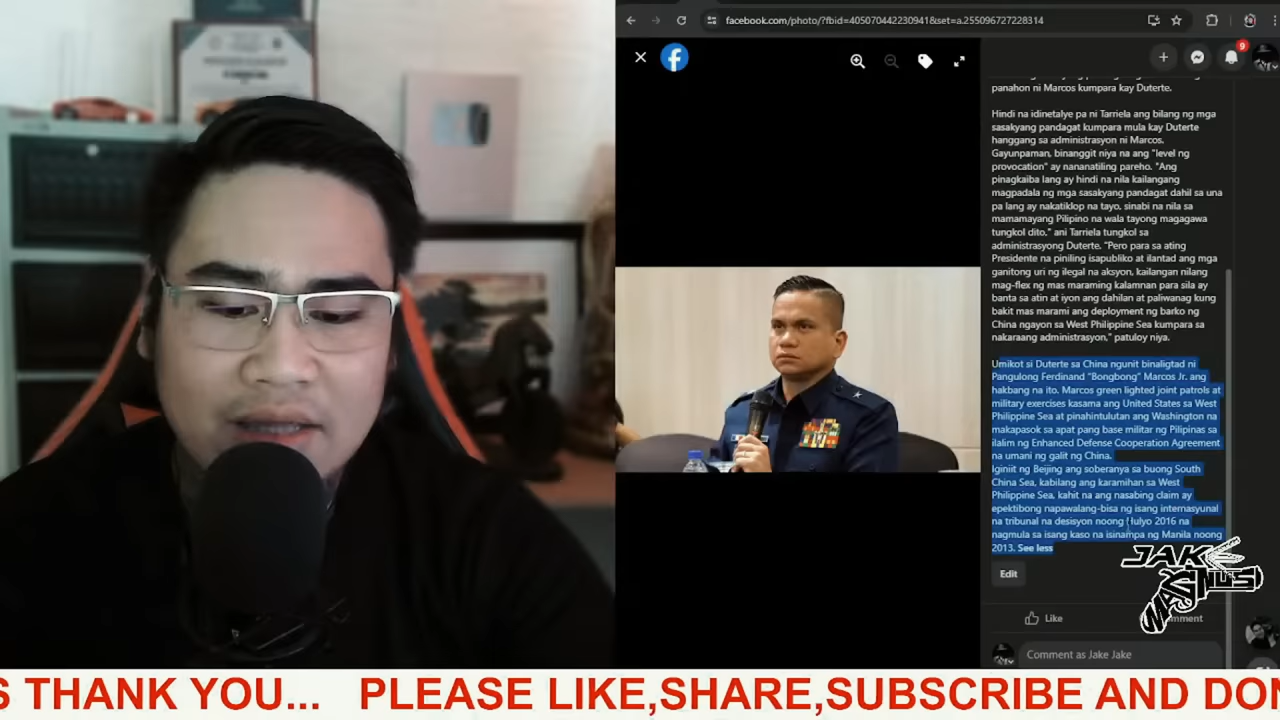 facebook.com/photo/?fbid=405070442230941&set=a.255096727228314
9
panahon ni Marcos kumpara kay Duterte.
Hindi na idinetalye pa ni Tarriela ang bilang ng mga
sasakyang pandagat kumpara mula kay Duterte
hanggang sa administrasyon ni Marcos.
Gayunpaman, binanggit niya na ang "level ng
provocation" ay nananatiling pareho. "Ang
pinagkaiba lang ay hindi na nila kailangang
magpadala ng mga sasakyang pandagat dahil sa una
pa lang ay nakatiklop na tayo, sinabi na nila sa
mamamayang Pilipino na wala tayong magagawa
tungkol dito," ani Tarriela tungkol sa
administrasyong Duterte. "Pero para sa ating
Presidente na piniling isapubliko at ilantad ang mga
ganitong uri ng ilegal na aksyon, kailangan nilang
mag-flex ng mas maraming kalamnan para sila ay
banta sa atin at iyon ang dahilan at paliwanag kung
bakit mas marami ang deployment ng barko ng
China ngayon sa West Philippine Sea kumpara sa
nakaraang administrasyon," patuloy niya.
Umikot si Duterte sa China ngunit binaligtad ni
Pangulong Ferdinand "Bongbong" Marcos Jr. ang
hakbang na ito. Marcos green lighted joint patrols at
military exercises kasama ang United States sa West
Philippine Sea at pinahintulutan ang Washington na
makapasok sa apat pang base militar ng Pilipinas sa
ilalim ng Enhanced Defense Cooperation Agreement
na umani ng galit ng China.
Iginiit ng Beijing ang soberanya sa buong South
China Sea, kabilang ang karamihan sa West
Philippine Sea, kahit na ang nasabing claim ay
epektibong napawalang-bisa ng isang internasyunal
na tribunal na desisyon noong Hulyo 2016 na
nagmula sa isang kaso na isinampa ng Manila noong
2013. See less
Edit
Like
mment
Comment as Jake Jake
JAK
S THANK YOU... PLEASE LIKE,SHARE,SUBSCRIBE AND DON